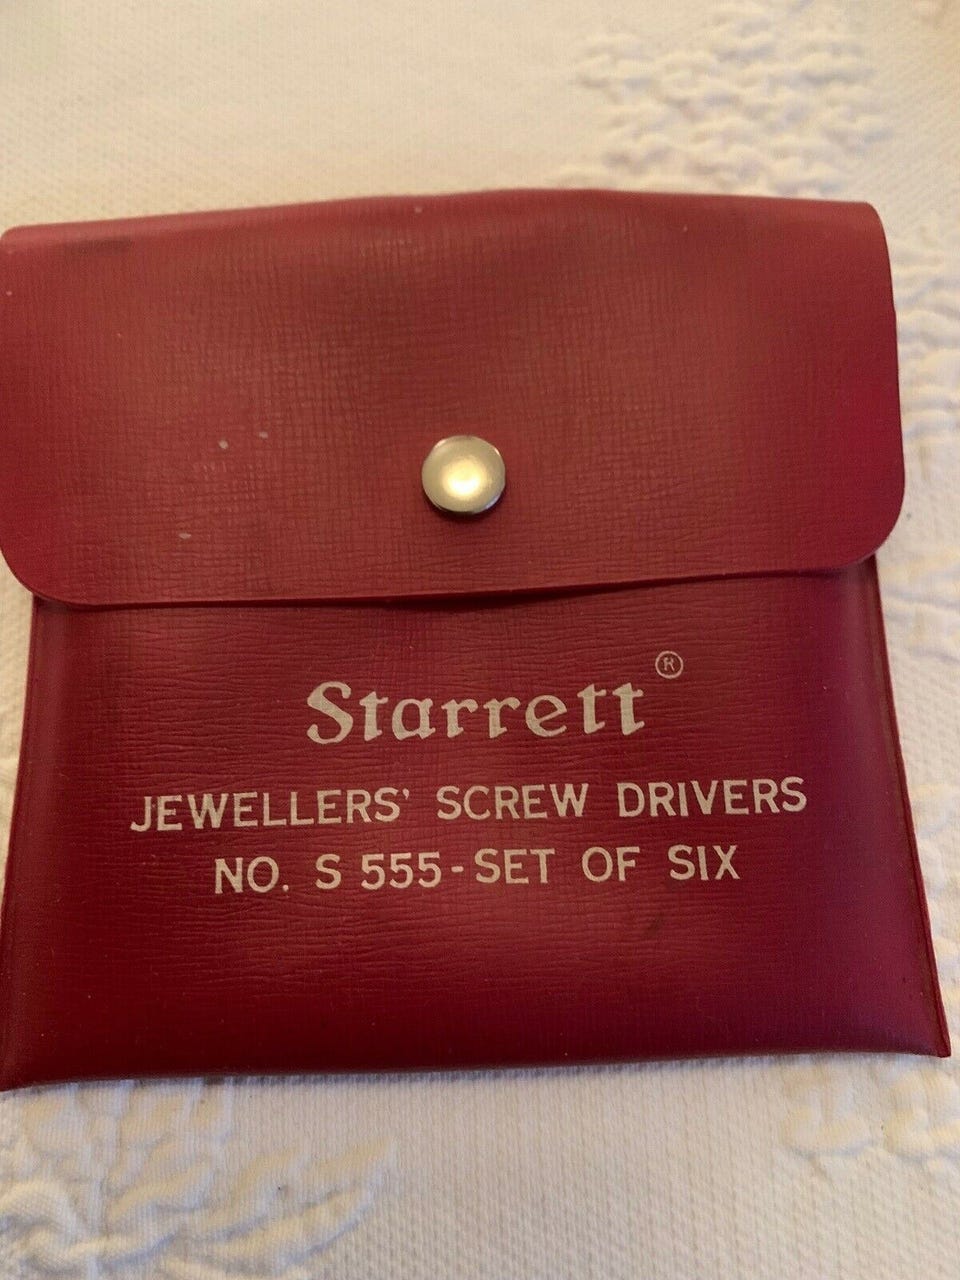 Starrett®
JEWELLERS' SCREW DRIVERS
NO. S 555-SET OF SIX